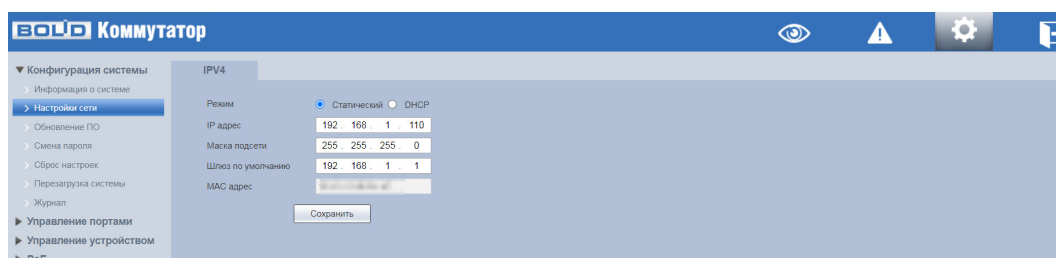 BOLID Коммутатор
Конфигурация системы
IPV4
Информация о системе
Настройки сети
Режим Статический DHCP
IP адрес 192 . 168 . 1 . 110
Обновление ПО
Смена пароля
Маска подсети 255 . 255 . 255 . 0
Сброс настроек
Шлюз по умолчанию 192 . 168 . 1 . 1
Перезагрузка системы
MAC адрес
Журнал
Сохранить
Управление портами
Управление устройством
PoE